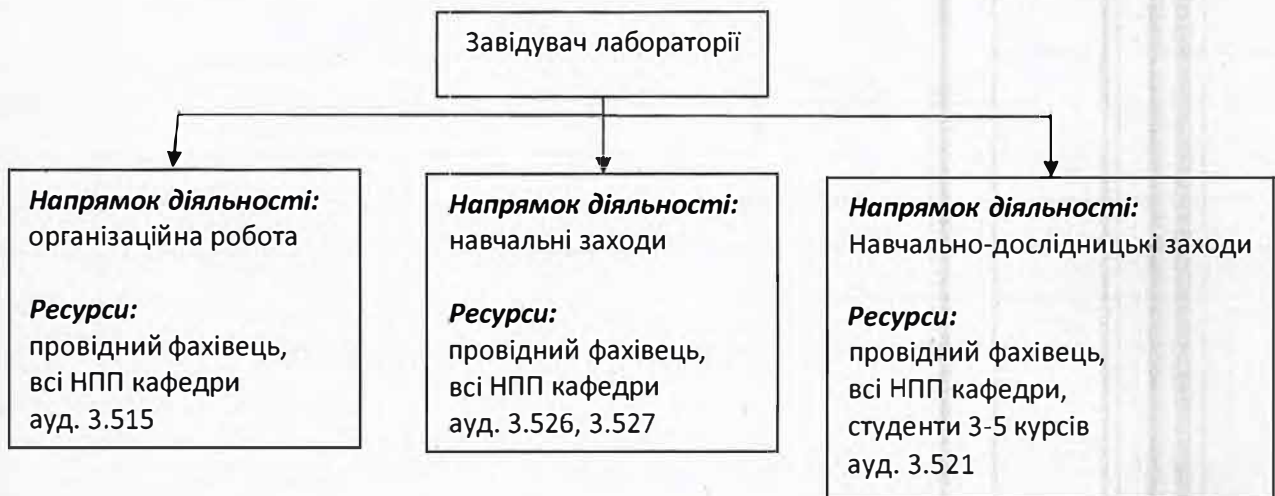 Завідувач лабораторії
Напрямок діяльності:
організаційна робота
Ресурси:
провідний фахівець,
всі НПП кафедри
ауд. 3.515
Напрямок діяльності:
навчальні заходи
Ресурси:
провідний фахівець,
всі НПП кафедри
ауд. 3.526, 3.527
Напрямок діяльності:
Навчально-дослідницькі заходи
Ресурси:
провідний фахівець,
всі НПП кафедри,
студенти 3-5 курсів
ауд. 3.521